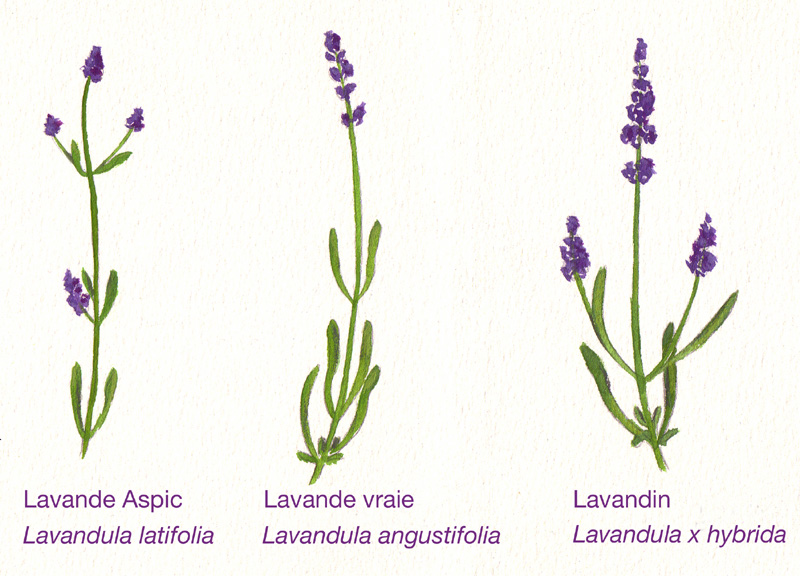 Lavande Aspic
Lavandula latifolia
Lavande vraie
Lavandula angustifolia
Lavandin
Lavandula x hybrida